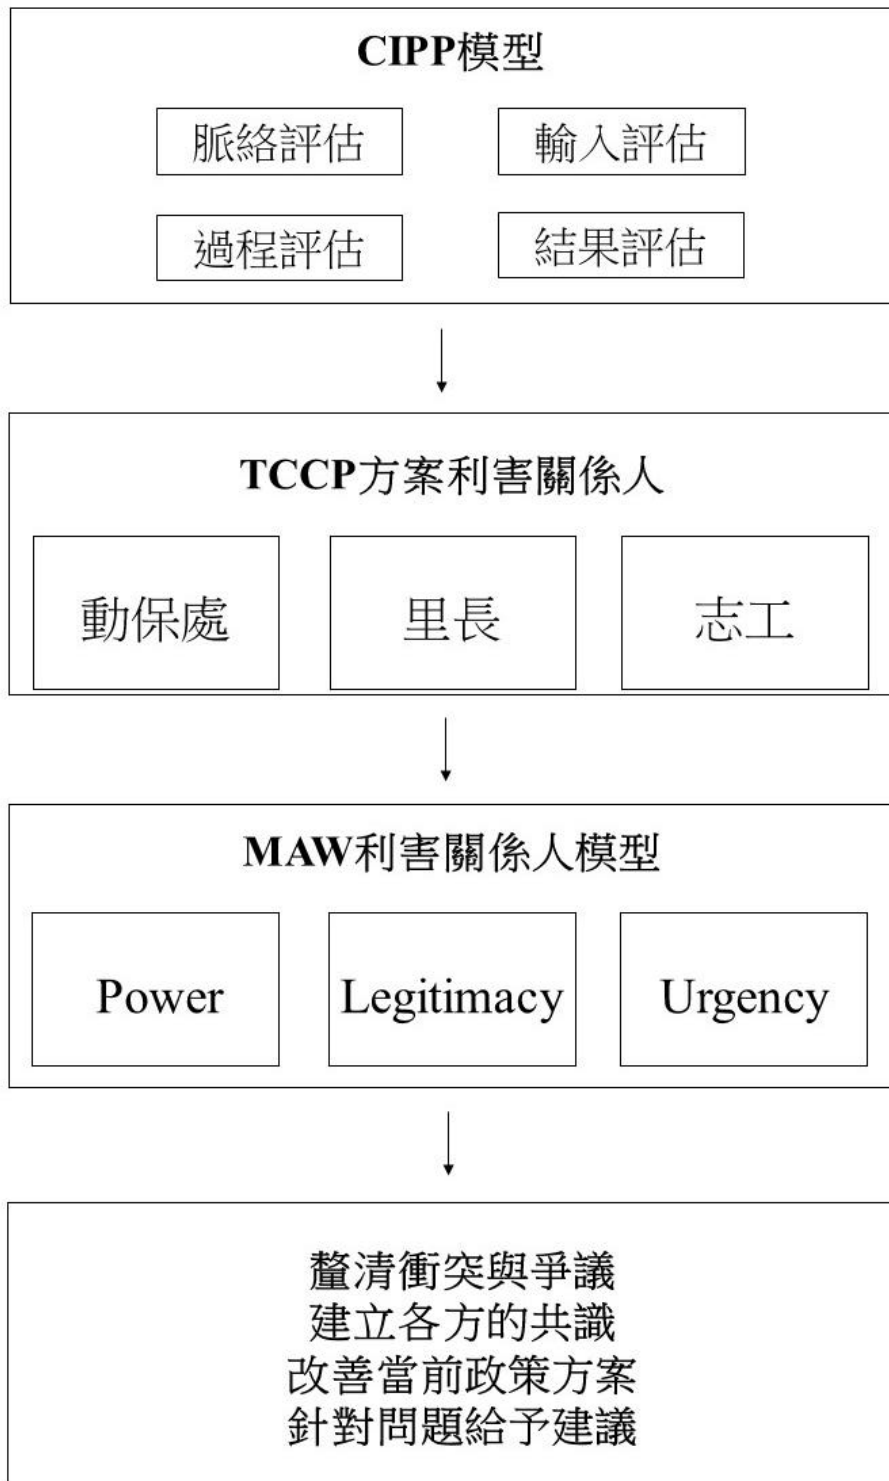 CIPP模型
脈絡評估 輸入評估
過程評估 結果評估
TCCP方案利害關係人
動保處 里長 志工
MAW利害關係人模型
Power Legitimacy Urgency
釐清衝突與爭議
建立各方的共識
改善當前政策方案
針對問題給予建議